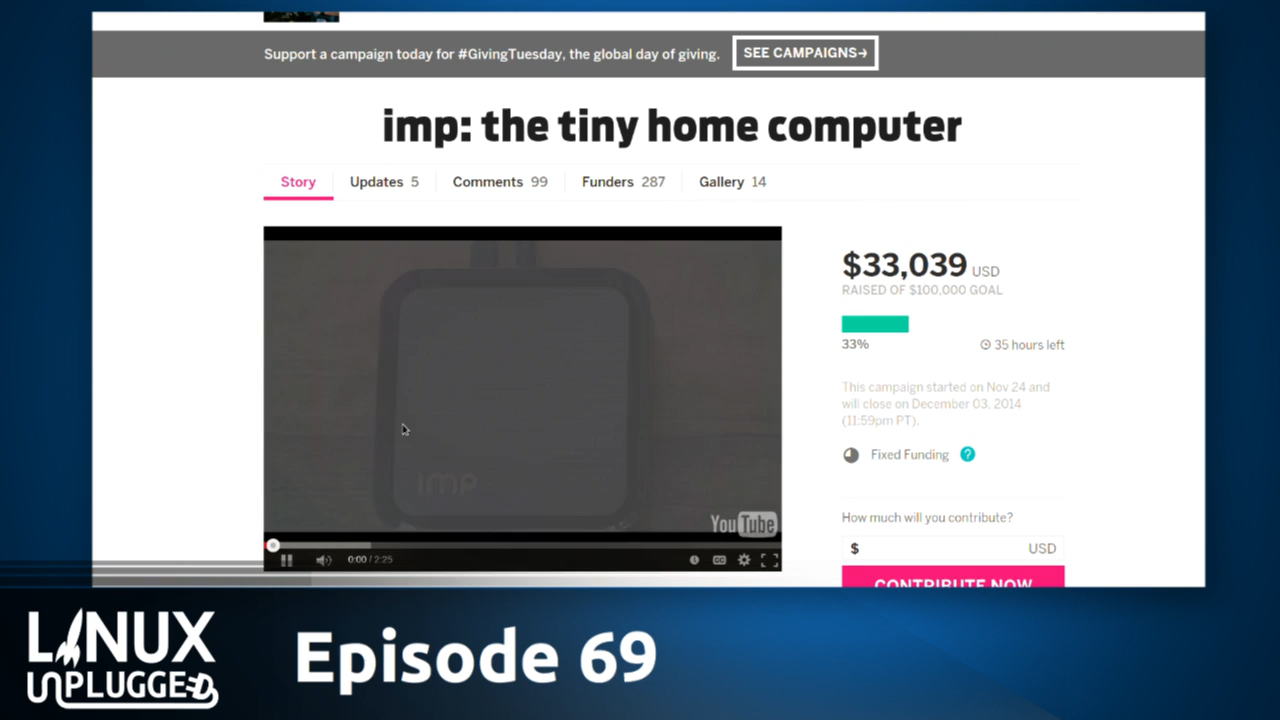 Support a campaign today for #GivingTuesday, the global day of giving. SEE CAMPAIGNS→
imp: the tiny home computer
Story Updates 5 Comments 99 Funders 287 Gallery 14
$33,039 USD
RAISED OF $100,000 GOAL
33% 35 hours left
This campaign started on Nov 24 and
will close on December 03, 2014
(11:59pm PT).
Fixed Funding ?
imp
How much will you contribute?
YouTube
$ USD
0:00 / 2:25 CC
CONTRIBUTE NOW
LINUX
UNPLUGGED
Episode 69